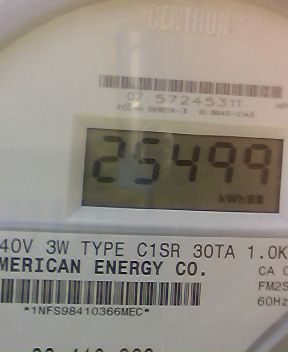 CENTRON®
07 57245311
25499
kWh
40V 3W TYPE C1SR 30TA 1.0K
MERICAN ENERGY CO.
CA
FM2S
60Hz
*1NFS98410366MEC*